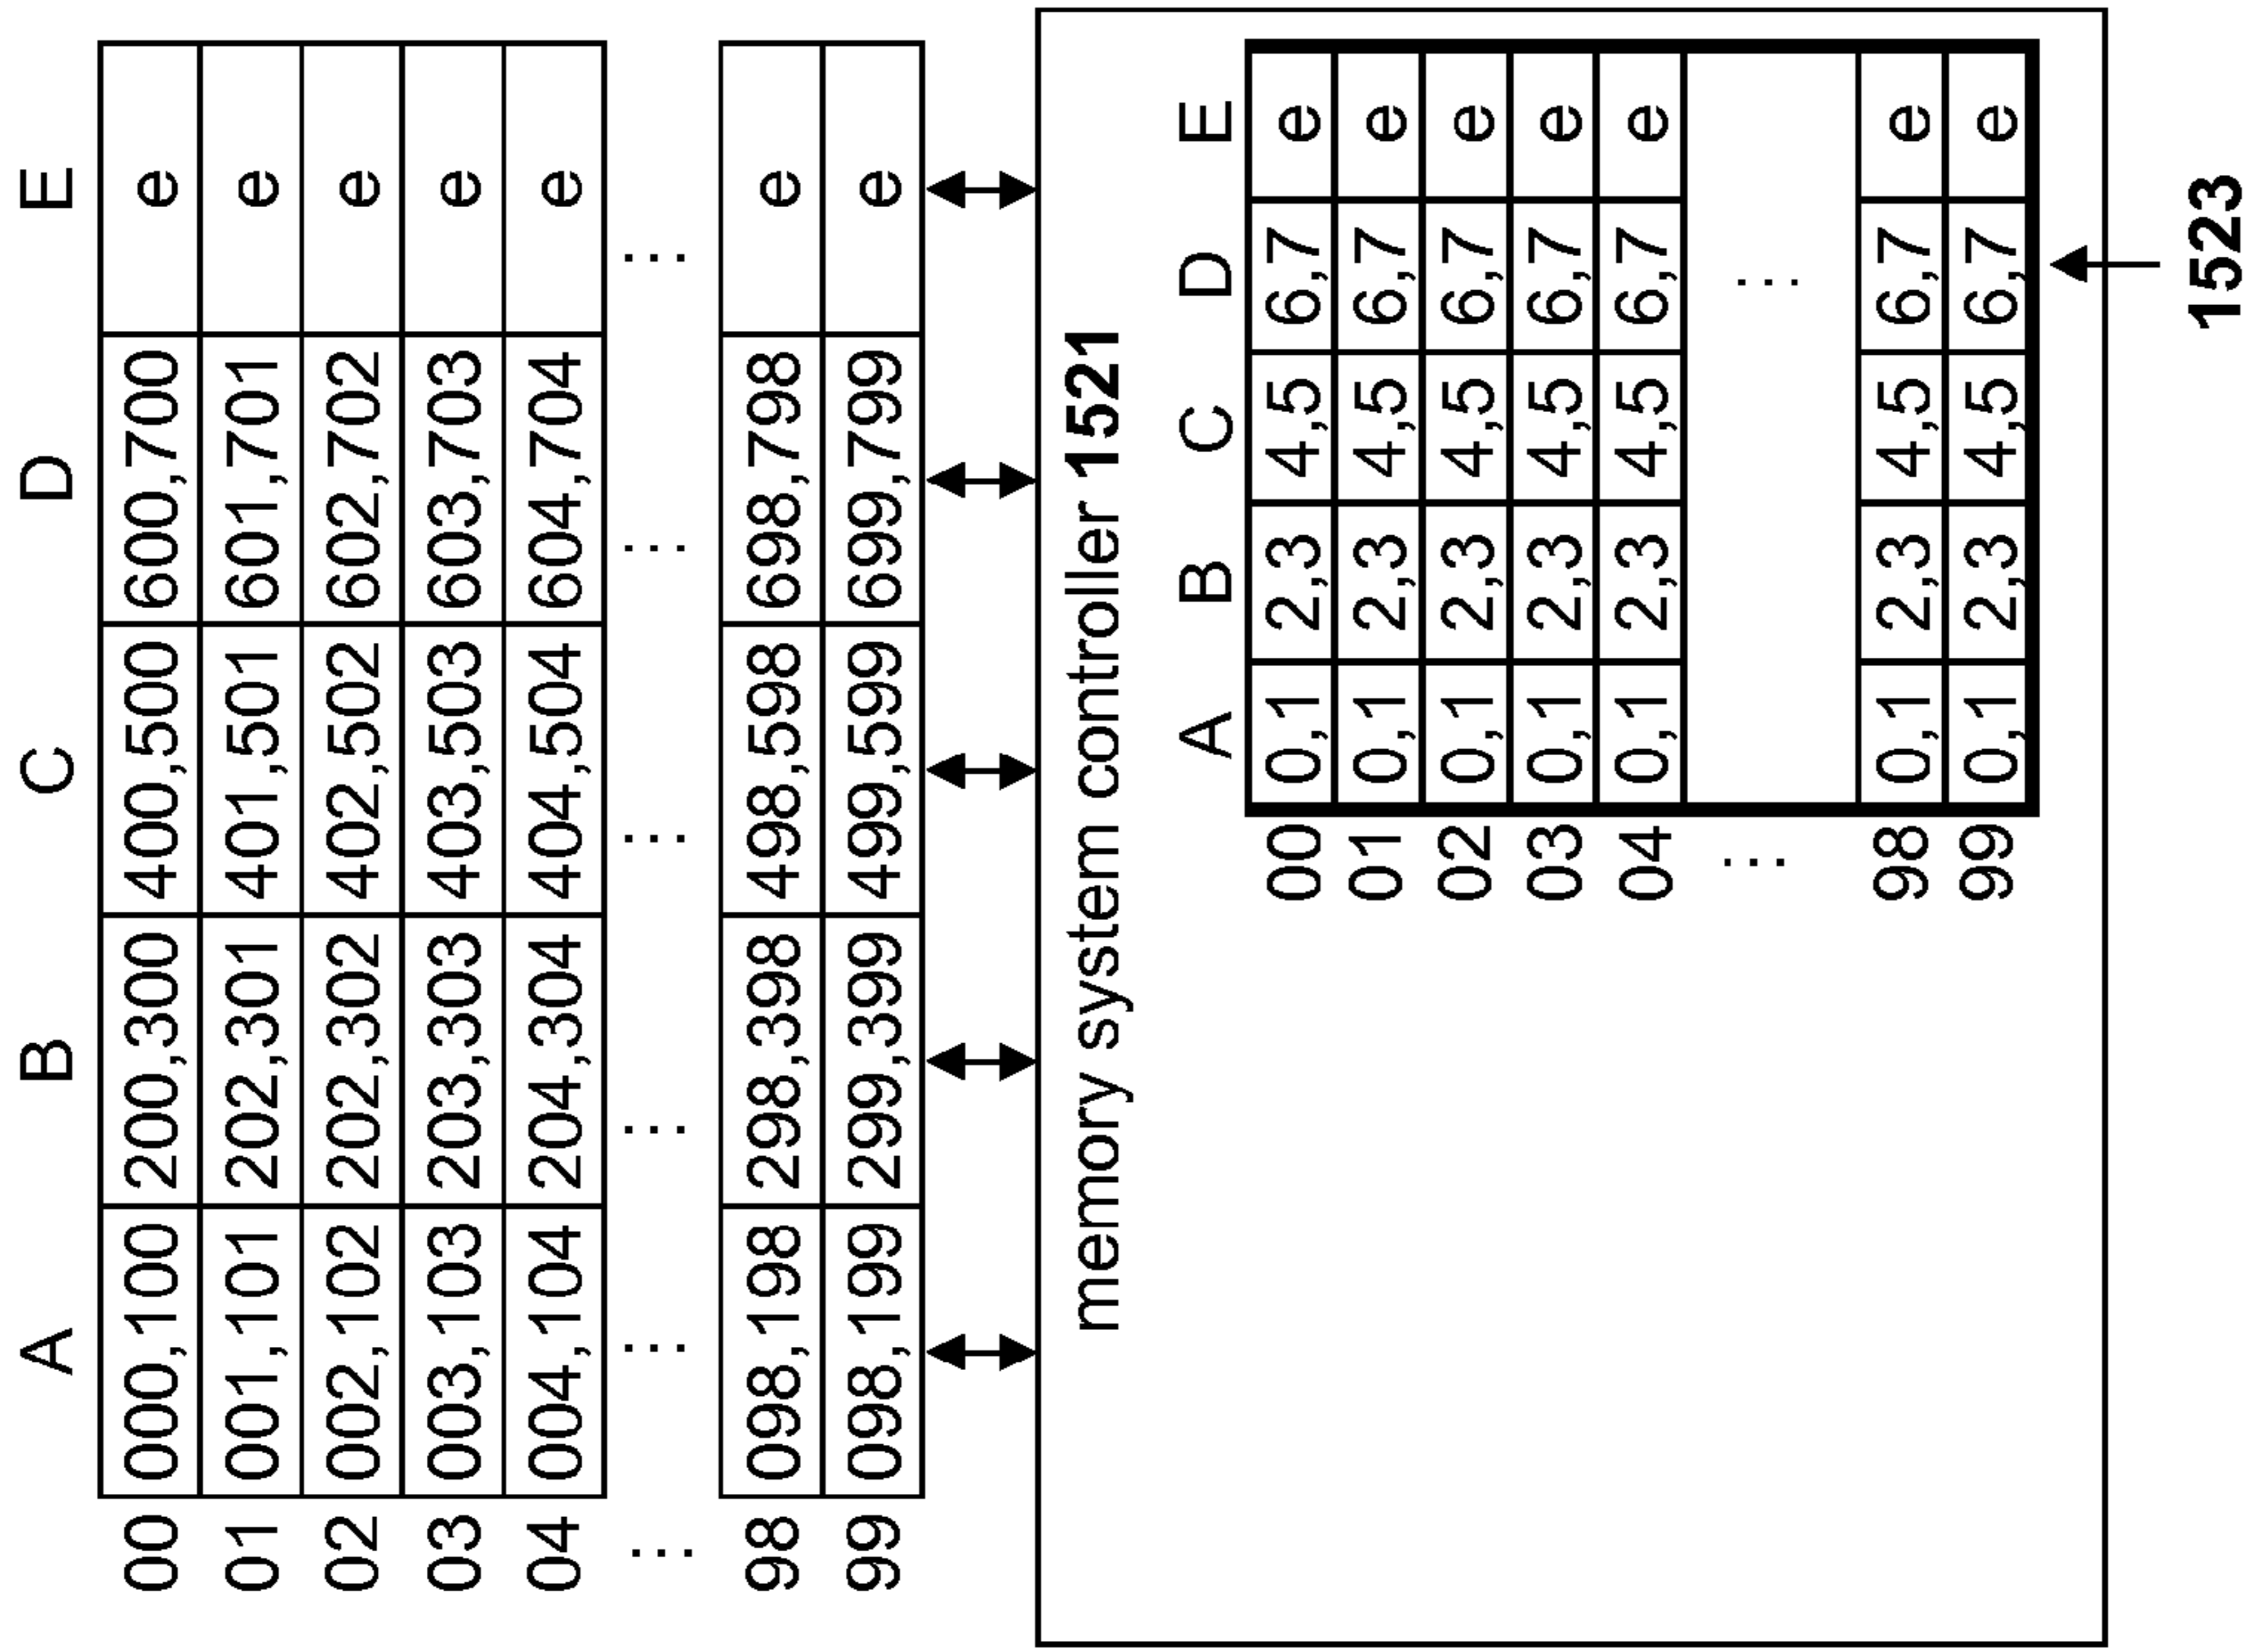 A B C D E
00 000,100 200,300 400,500 600,700 e
01 001,101 202,301 401,501 601,701 e
02 002,102 202,302 402,502 602,702 e
03 003,103 203,303 403,503 603,703 e
04 004,104 204,304 404,504 604,704 e
... ... ... ... ... ...
98 098,198 298,398 498,598 698,798 e
99 098,199 299,399 499,599 699,799 e
memory system controller 1521
A B C D E
00 0,1 2,3 4,5 6,7 e
01 0,1 2,3 4,5 6,7 e
02 0,1 2,3 4,5 6,7 e
03 0,1 2,3 4,5 6,7 e
04 0,1 2,3 4,5 6,7 e
... ...
98 0,1 2,3 4,5 6,7 e
99 0,1 2,3 4,5 6,7 e
1523